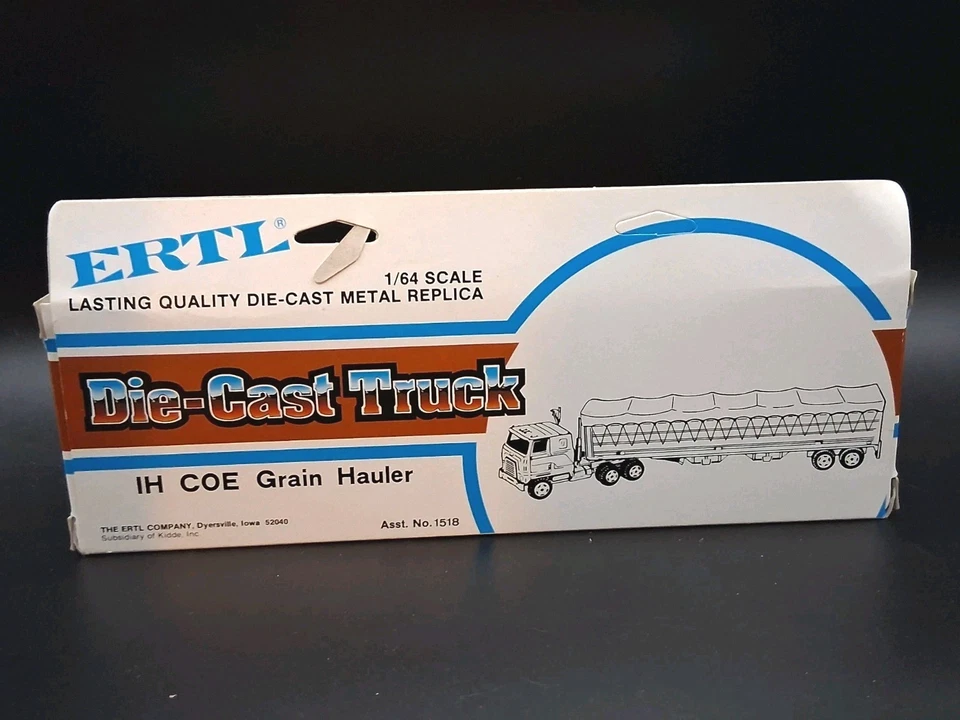 ERTL®
1/64 SCALE
LASTING QUALITY DIE-CAST METAL REPLICA
Die-Cast Truck
IH COE Grain Hauler
THE ERTL COMPANY, Dyersville, Iowa 52040
Subsidiary of Kidde, Inc.
Asst. No. 1518